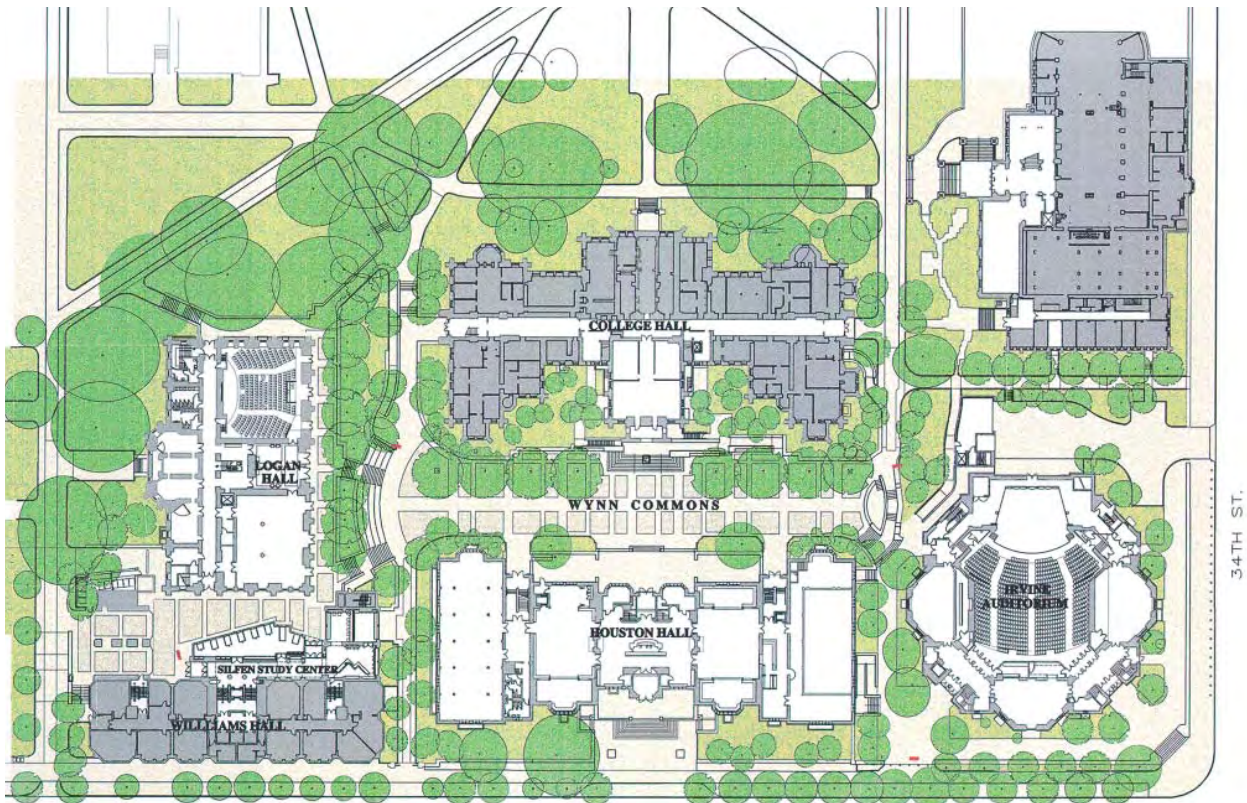 COLLEGE HALL
LOGAN
HALL
WYNN COMMONS
34TH ST.
IRVINE
AUDITORIUM
HOUSTON HALL
SILFEN STUDY CENTER
WILLIAMS HALL